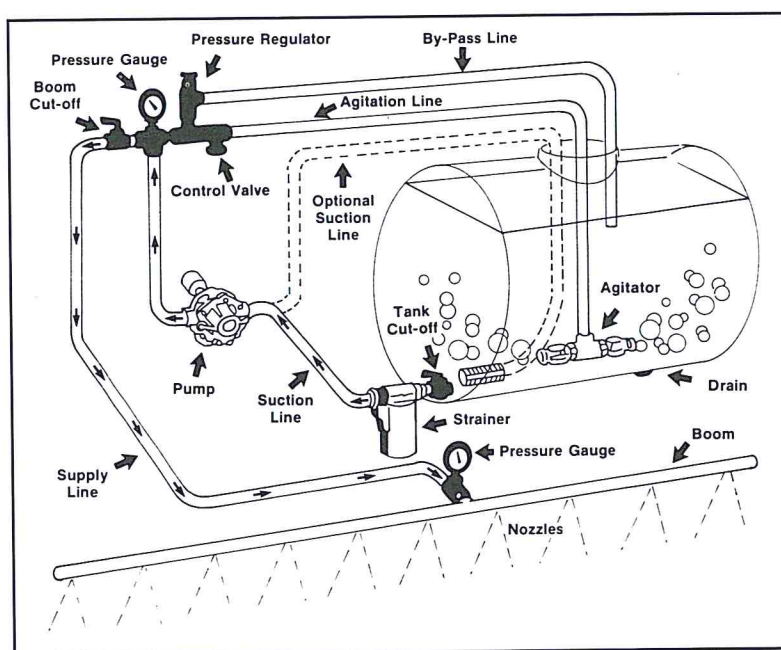 Pressure Regulator
Pressure Gauge
By-Pass Line
Boom
Cut-off
Agitation Line
Control Valve
Optional
Suction
Line
Tank
Cut-off
Agitator
Pump
Suction
Line
Drain
Strainer
Boom
Pressure Gauge
Supply
Line
Nozzles